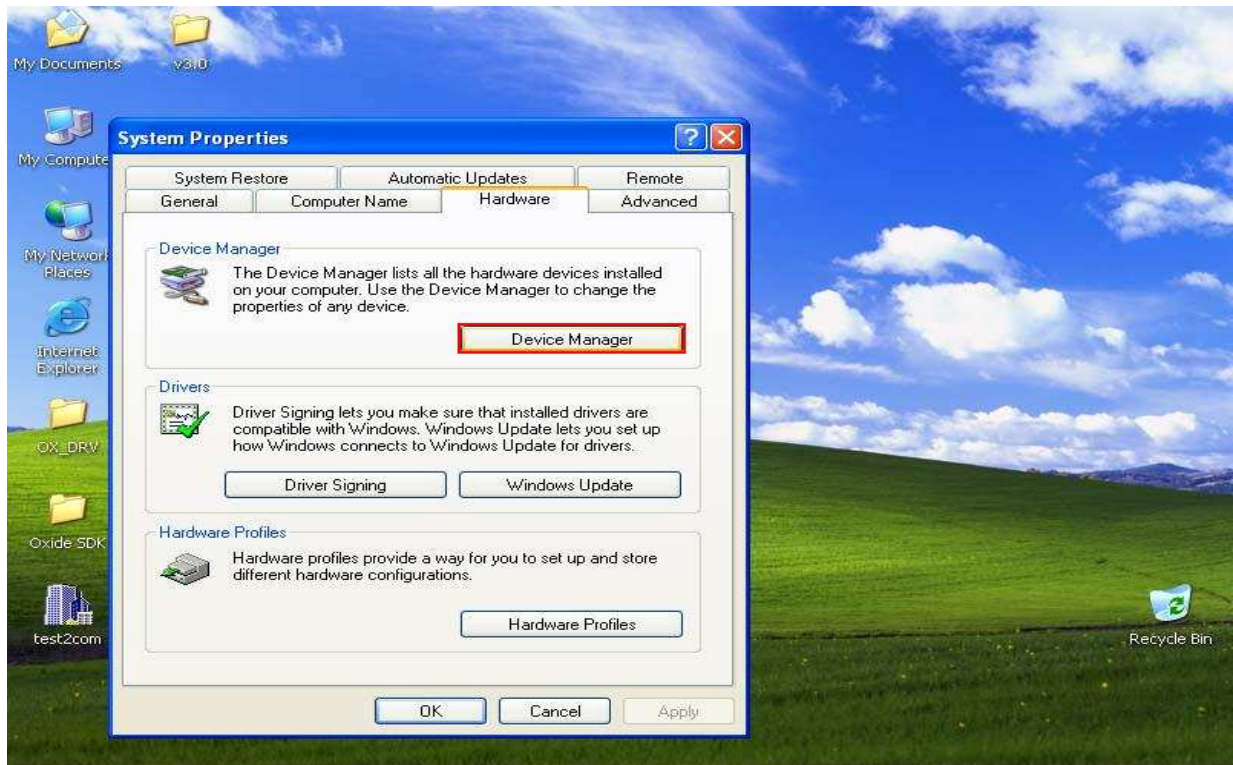 My Documents
v3.0
My Compute
My Network
Places
Internet
Explorer
OX_DRV
Oxide SDK
test2com
System Properties
System Restore
Automatic Updates
Remote
General
Computer Name
Hardware
Advanced
Device Manager
The Device Manager lists all the hardware devices installed
on your computer. Use the Device Manager to change the
properties of any device.
Device Manager
Drivers
Driver Signing lets you make sure that installed drivers are
compatible with Windows. Windows Update lets you set up
how Windows connects to Windows Update for drivers.
Driver Signing
Windows Update
Hardware Profiles
Hardware profiles provide a way for you to set up and store
different hardware configurations.
Hardware Profiles
OK
Cancel
Apply
Recycle Bin